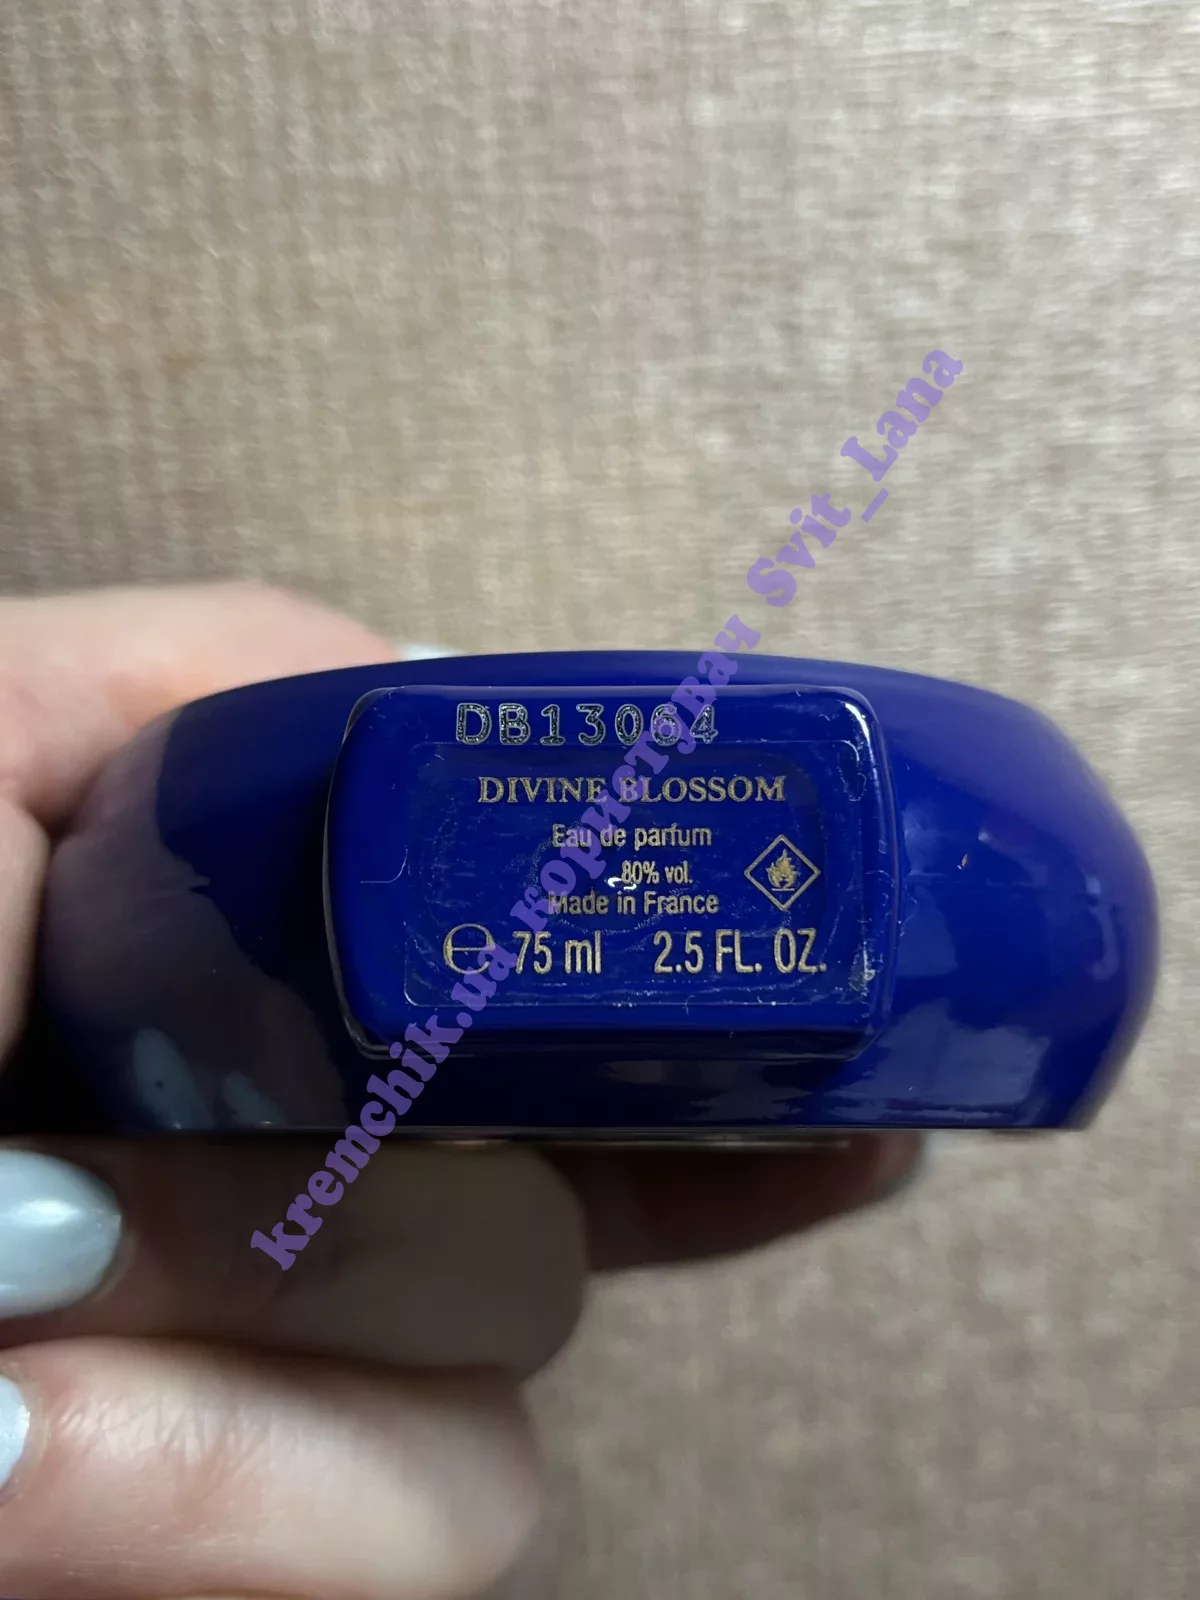 DB13064
DIVINE BLOSSOM
Eau de parfum
80% vol.
Made in France
℮ 75 ml 2.5 FL. OZ.
kremchik.ua користуВач Svit_Lana